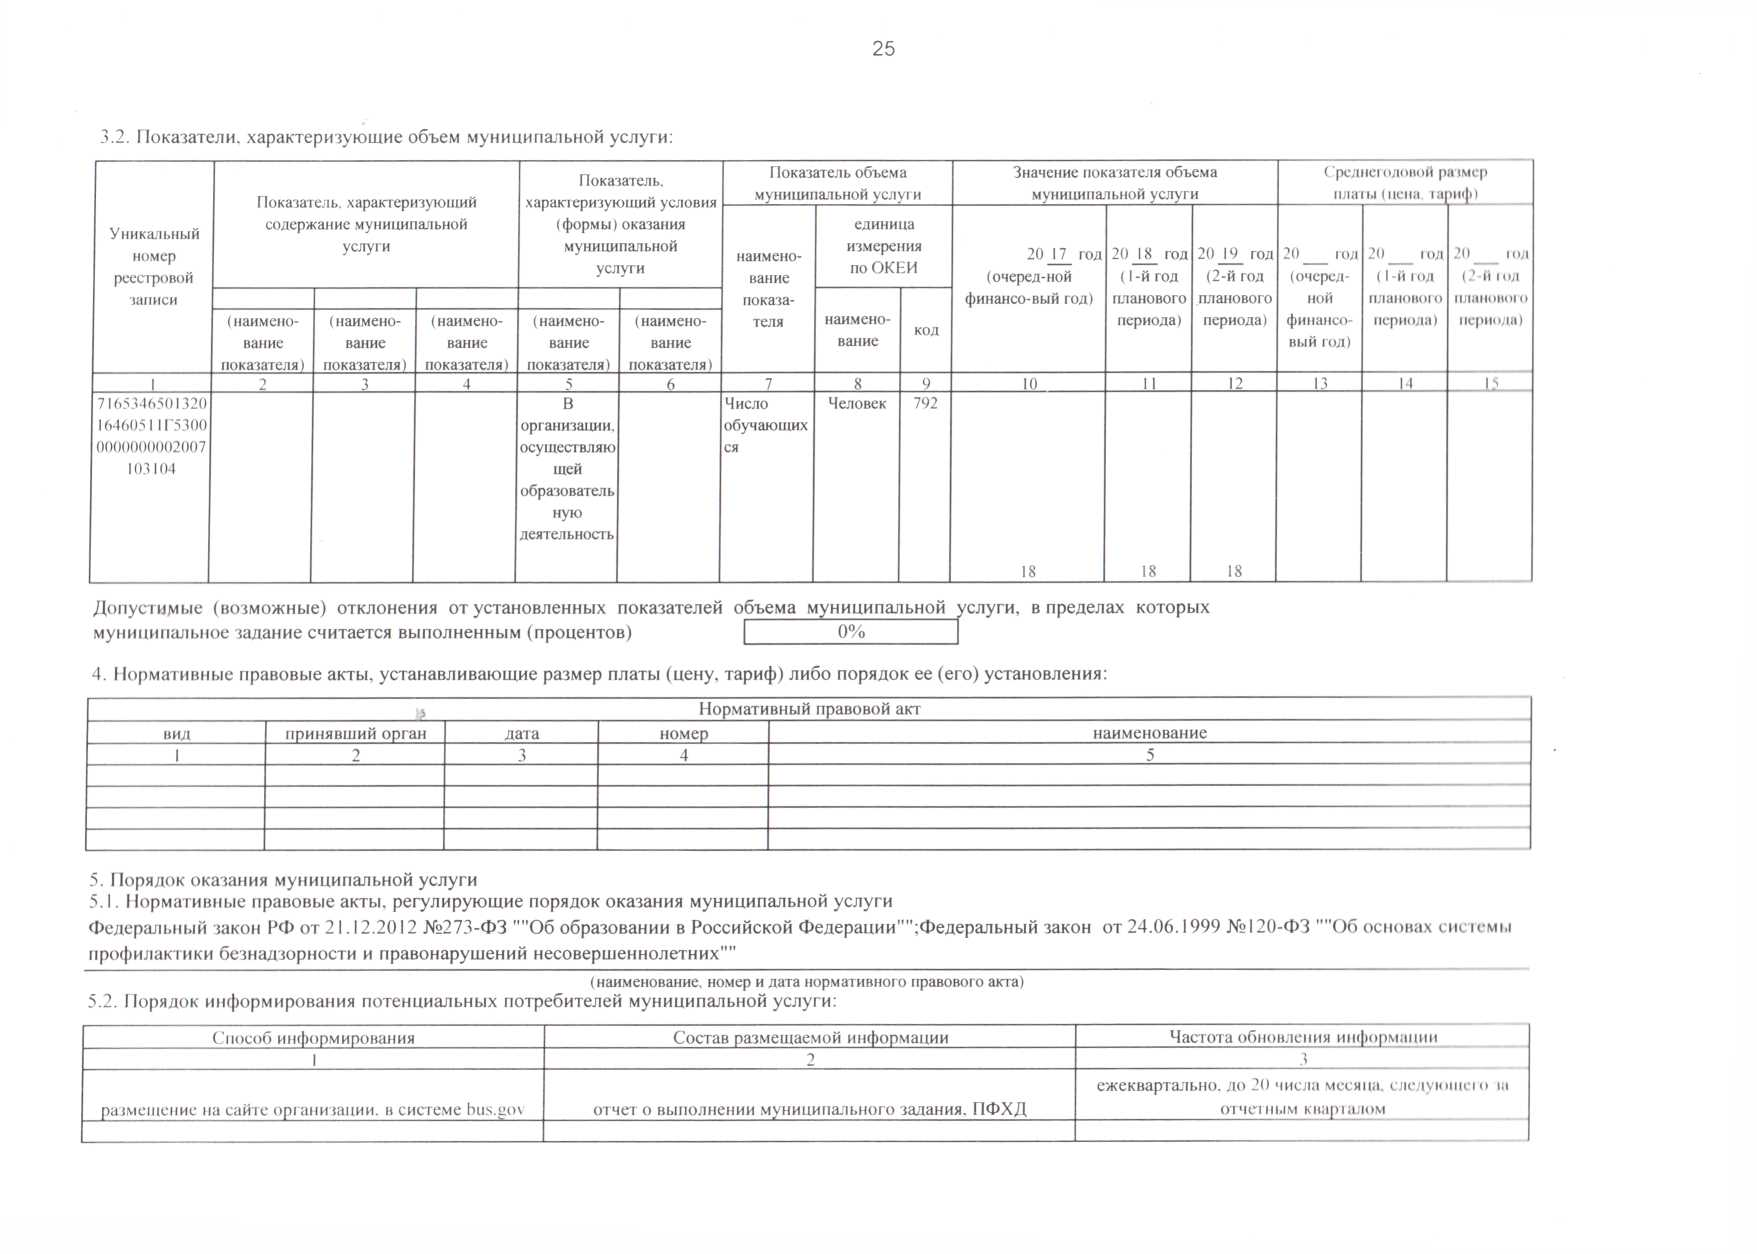 25
3.2. Показатели, характеризующие объем муниципальной услуги:
Уникальный
номер
реестровой
записи
Показатель, характеризующий
содержание муниципальной
услуги
Показатель,
характеризующий условия
(формы) оказания
муниципальной
услуги
Показатель объема
муниципальной услуги
Значение показателя объема
муниципальной услуги
Среднегодовой размер
платы (цена, тариф)
наимено-
вание
показа-
теля
единица
измерения
по ОКЕИ
20 17 год
(очеред-ной
финансо-вый год)
20 18 год
(1-й год
планового
периода)
20 19 год
(2-й год
планового
периода)
20 ___ год
(очеред-
ной
финансо-
вый год)
20 ___ год
(1-й год
планового
периода)
20 ___ год
(2-й год
планового
периода)
(наимено-
вание
показателя)
(наимено-
вание
показателя)
(наимено-
вание
показателя)
(наимено-
вание
показателя)
(наимено-
вание
показателя)
наимено-
вание
код
1 2 3 4 5 6 7 8 9 10 11 12 13 14 15
7165346501320
16460511Г5300
0000000002007
103104
В
организации,
осуществляю
щей
образователь
ную
деятельность
Число
обучающих
ся
Человек
792
18 18 18
Допустимые (возможные) отклонения от установленных показателей объема муниципальной услуги, в пределах которых
муниципальное задание считается выполненным (процентов) 0%
4. Нормативные правовые акты, устанавливающие размер платы (цену, тариф) либо порядок ее (его) установления:
Нормативный правовой акт
вид принявший орган дата номер наименование
1 2 3 4 5
5. Порядок оказания муниципальной услуги
5.1. Нормативные правовые акты, регулирующие порядок оказания муниципальной услуги
Федеральный закон РФ от 21.12.2012 №273-ФЗ ""Об образовании в Российской Федерации"";Федеральный закон от 24.06.1999 №120-ФЗ ""Об основах системы
профилактики безнадзорности и правонарушений несовершеннолетних""
(наименование, номер и дата нормативного правового акта)
5.2. Порядок информирования потенциальных потребителей муниципальной услуги:
Способ информирования Состав размещаемой информации Частота обновления информации
1 2 3
размещение на сайте организации, в системе bus.gov
отчет о выполнении муниципального задания, ПФХД
ежеквартально, до 20 числа месяца, следующего за
отчетным кварталом